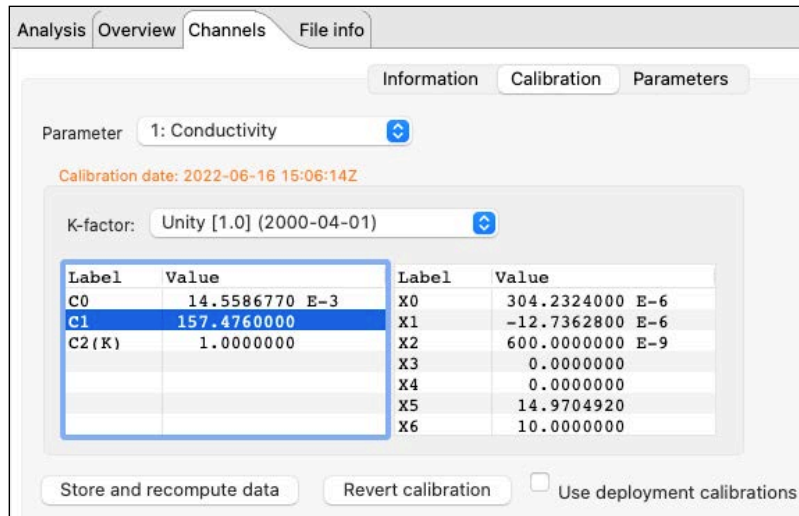 Analysis Overview Channels File info
Information Calibration Parameters
Parameter 1: Conductivity
Calibration date: 2022-06-16 15:06:14Z
K-factor: Unity [1.0] (2000-04-01)
Label Value Label Value
C0 14.5586770 E-3 X0 304.2324000 E-6
C1 157.4760000 X1 -12.7362800 E-6
C2(K) 1.0000000 X2 600.0000000 E-9
X3 0.0000000
X4 0.0000000
X5 14.9704920
X6 10.0000000
Store and recompute data Revert calibration Use deployment calibrations